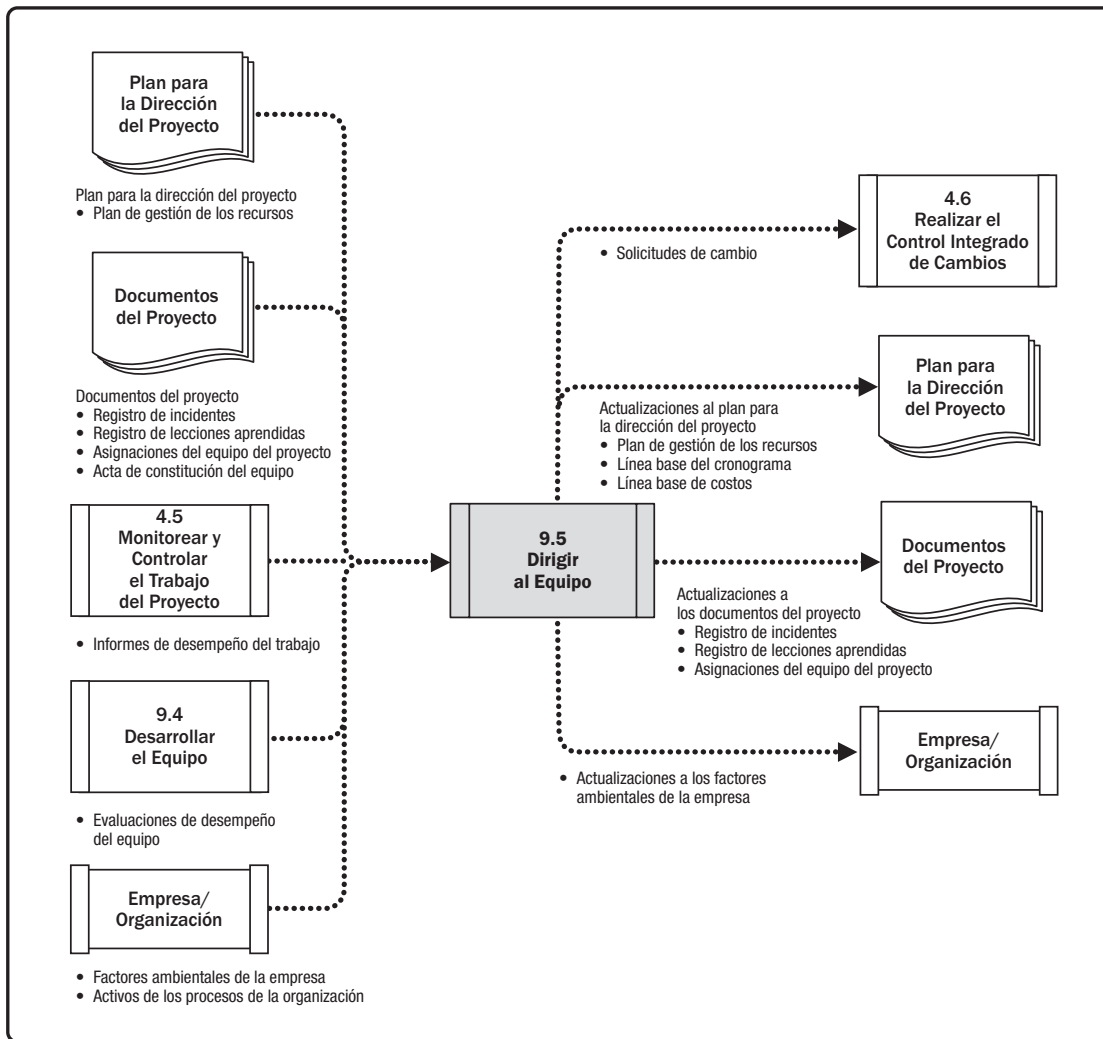 Plan para
la Dirección
del Proyecto
Plan para la dirección del proyecto
• Plan de gestión de los recursos
Documentos
del Proyecto
Documentos del proyecto
• Registro de incidentes
• Registro de lecciones aprendidas
• Asignaciones del equipo del proyecto
• Acta de constitución del equipo
4.5
Monitorear y
Controlar
el Trabajo
del Proyecto
• Informes de desempeño del trabajo
9.4
Desarrollar
el Equipo
• Evaluaciones de desempeño
del equipo
Empresa/
Organización
• Factores ambientales de la empresa
• Activos de los procesos de la organización
9.5
Dirigir
al Equipo
• Solicitudes de cambio
4.6
Realizar el
Control Integrado
de Cambios
Actualizaciones al plan para
la dirección del proyecto
• Plan de gestión de los recursos
• Línea base del cronograma
• Línea base de costos
Plan para
la Dirección
del Proyecto
Actualizaciones a
los documentos del proyecto
• Registro de incidentes
• Registro de lecciones aprendidas
• Asignaciones del equipo del proyecto
Documentos
del Proyecto
• Actualizaciones a los factores
ambientales de la empresa
Empresa/
Organización